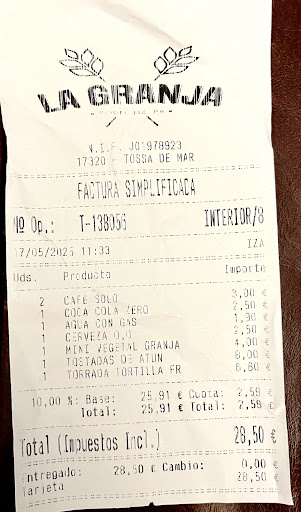 LA GRANJA
N.I.F. J01978923
17320 - TOSSA DE MAR
FACTURA SIMPLIFICADA
Nº Op.: T-138056 INTERIOR/8
17/05/2025 11:33 IZA
Uds. Producto Importe
2 CAFE SOLO 3,00 €
1 COCA COLA ZERO 2,50 €
1 AGUA CON GAS 1,90 €
1 CERVEZA 0,0 2,50 €
1 MINI VEGETAL GRANJA 4,00 €
1 TOSTADAS DE ATUN 8,00 €
1 TORRADA TORTILLA FR 6,60 €
10,00 %: Base: 25,91 € Cuota: 2,59 €
Total: 25,91 € Total: 2,59 €
Total (Impuestos Incl.) 28,50 €
Entregado: 28,50 € Cambio: 0,00 €
Tarjeta 28,50 €